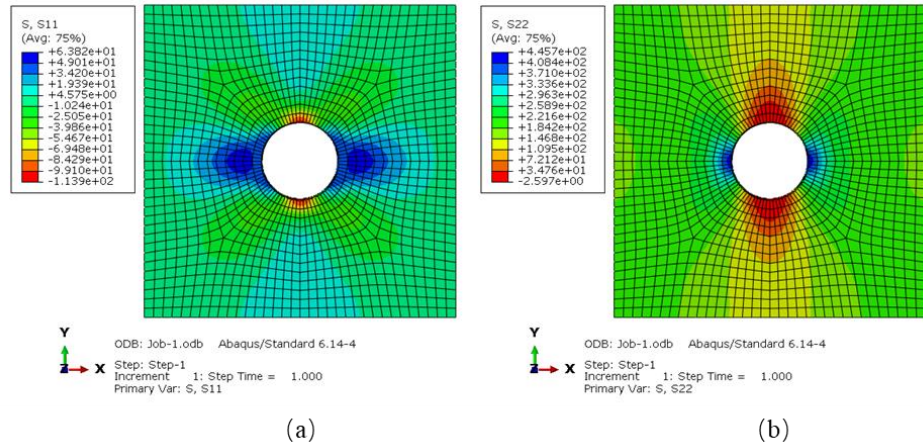 S, S11
(Avg: 75%)
+6.382e+01
+4.901e+01
+3.420e+01
+1.939e+01
+4.575e+00
-1.024e+01
-2.505e+01
-3.986e+01
-5.467e+01
-6.948e+01
-8.429e+01
-9.910e+01
-1.139e+02
Y
X
Z
ODB: Job-1.odb Abaqus/Standard 6.14-4
Step: Step-1
Increment 1: Step Time = 1.000
Primary Var: S, S11
(a)
S, S22
(Avg: 75%)
+4.457e+02
+4.084e+02
+3.710e+02
+3.336e+02
+2.963e+02
+2.589e+02
+2.216e+02
+1.842e+02
+1.468e+02
+1.095e+02
+7.212e+01
+3.476e+01
-2.597e+00
Y
X
Z
ODB: Job-1.odb Abaqus/Standard 6.14-4
Step: Step-1
Increment 1: Step Time = 1.000
Primary Var: S, S22
(b)